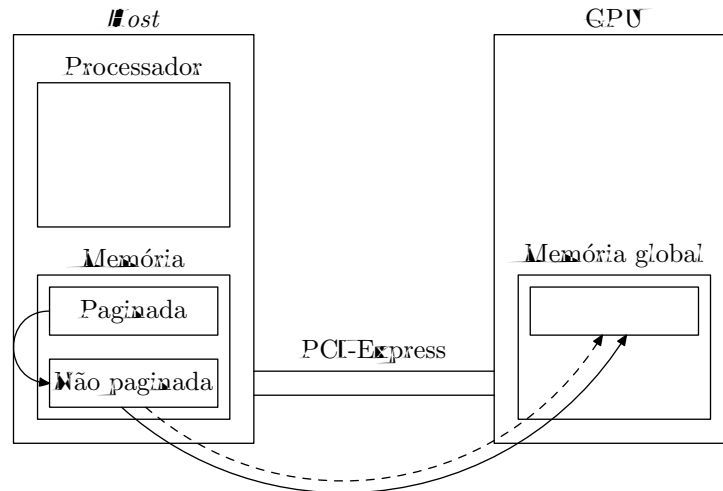 Host
GPU
Processador
Memória
Memória global
Paginada
PCI-Express
Não paginada